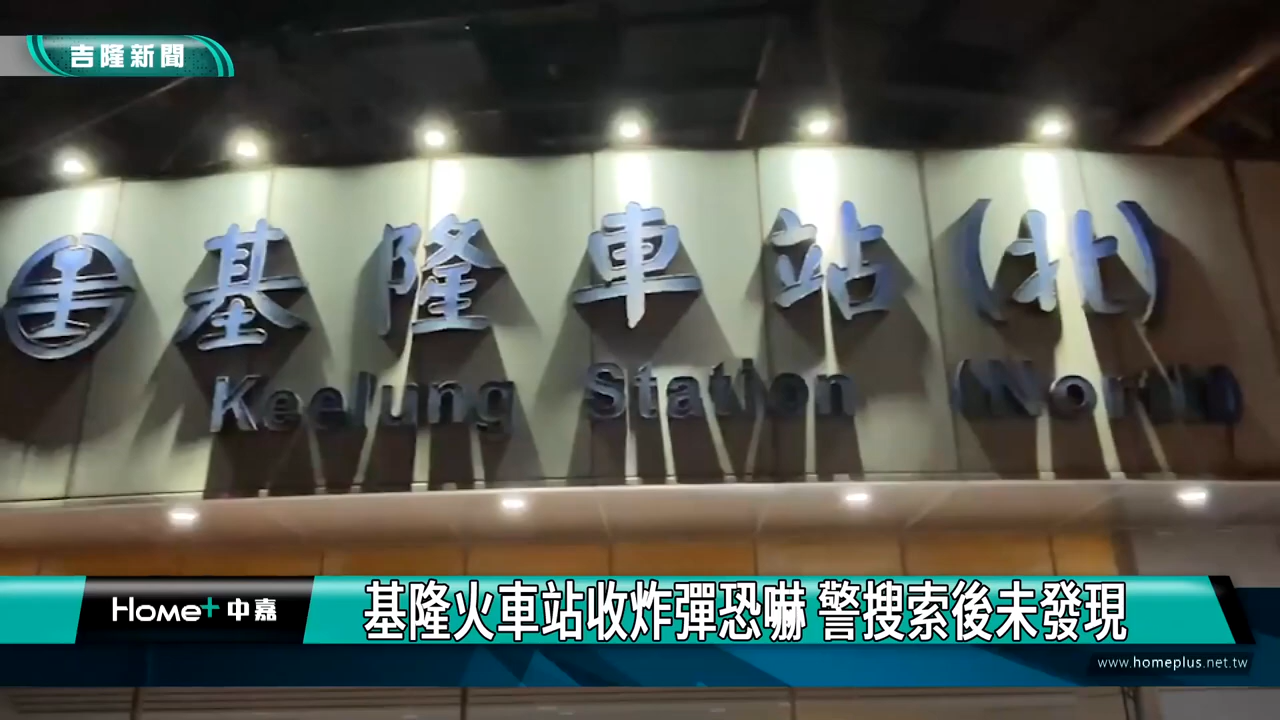 吉隆新聞
基隆車站(北)
Keelung Station (North)
Home+ 中嘉
基隆火車站收炸彈恐嚇 警搜索後未發現
www.homeplus.net.tw